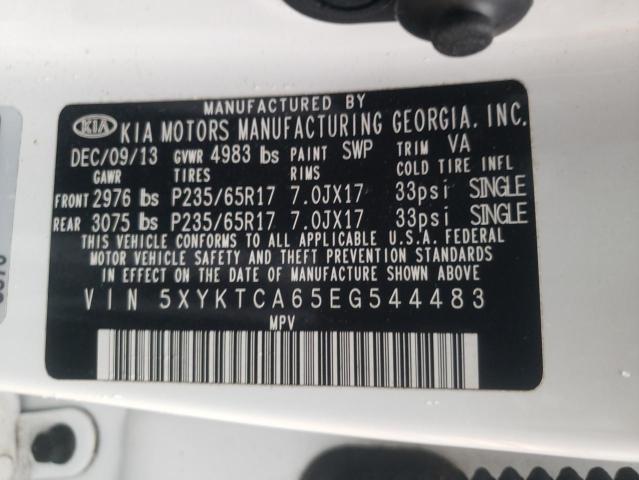 MANUFACTURED BY
KIA KIA MOTORS MANUFACTURING GEORGIA, INC.
DEC/09/13 GVWR 4983 lbs PAINT SWP TRIM VA
GAWR TIRES RIMS COLD TIRE INFL
FRONT 2976 lbs P235/65R17 7.0JX17 33psi SINGLE
REAR 3075 lbs P235/65R17 7.0JX17 33psi SINGLE
THIS VEHICLE CONFORMS TO ALL APPLICABLE U.S.A. FEDERAL
MOTOR VEHICLE SAFETY AND THEFT PREVENTION STANDARDS
IN EFFECT ON THE DATE OF MANUFACTURE SHOWN ABOVE.
VIN 5XYKTCA65EG544483
MPV